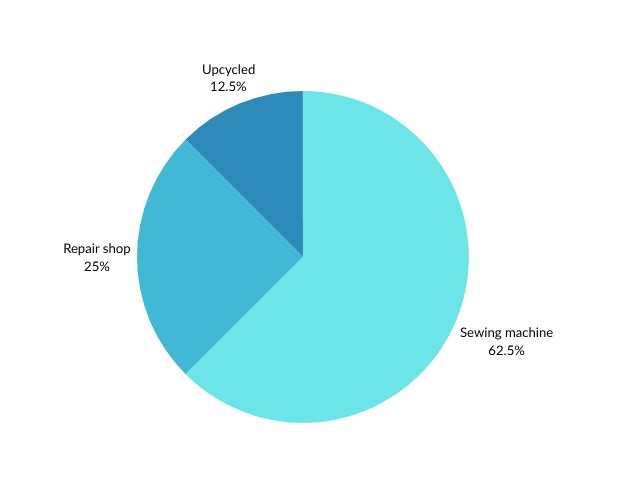 Upcycled
12.5%
Repair shop
25%
Sewing machine
62.5%